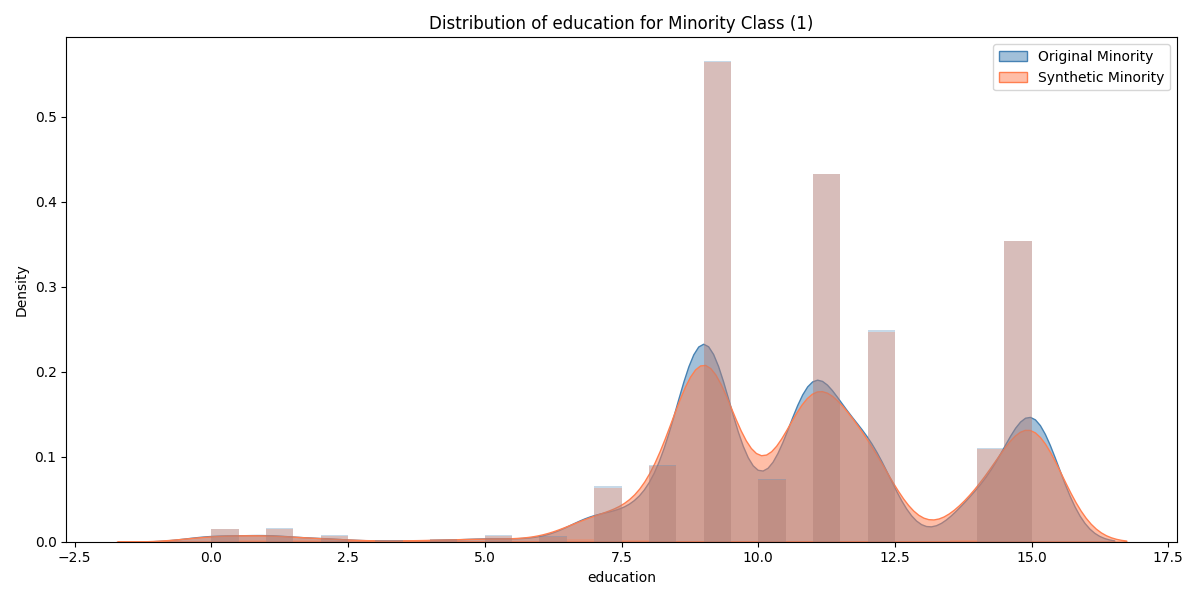 Distribution of education for Minority Class (1)
Original Minority
Synthetic Minority
Density
0.5
0.4
0.3
0.2
0.1
0.0
−2.5 0.0 2.5 5.0 7.5 10.0 12.5 15.0 17.5
education